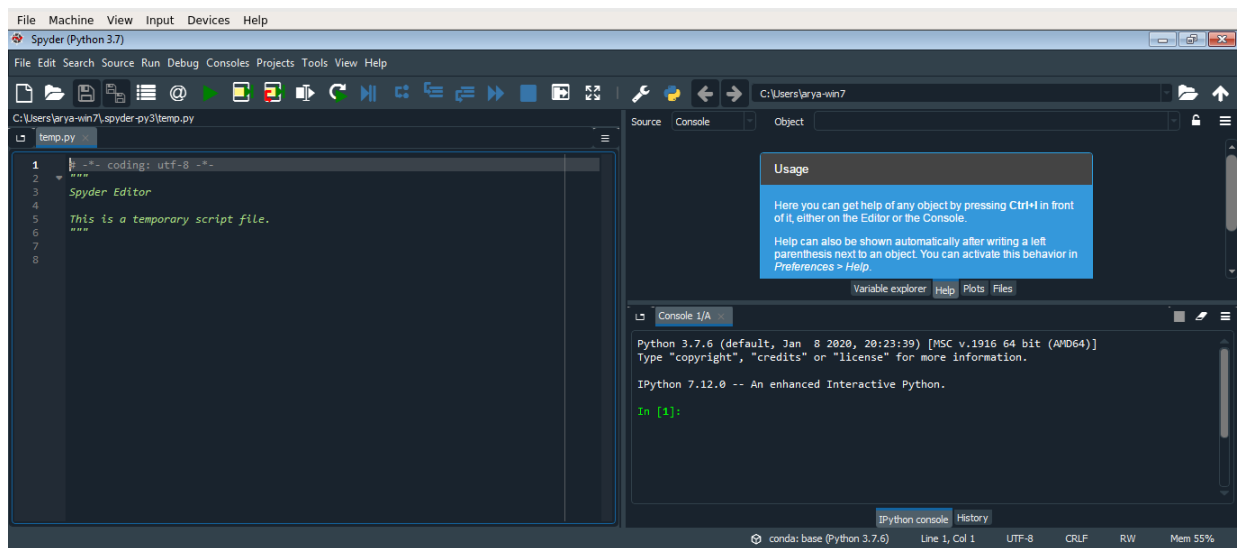 File Machine View Input Devices Help
Spyder (Python 3.7)
File Edit Search Source Run Debug Consoles Projects Tools View Help
C:\Users\arya-win7
C:\Users\arya-win7\.spyder-py3\temp.py
temp.py
1 # -*- coding: utf-8 -*-
2 """
3 Spyder Editor
4
5 This is a temporary script file.
6 """
7
8
Source Console Object
Usage
Here you can get help of any object by pressing Ctrl+I in front
of it, either on the Editor or the Console.
Help can also be shown automatically after writing a left
parenthesis next to an object. You can activate this behavior in
Preferences > Help.
Variable explorer Help Plots Files
Console 1/A
Python 3.7.6 (default, Jan  8 2020, 20:23:39) [MSC v.1916 64 bit (AMD64)]
Type "copyright", "credits" or "license" for more information.
IPython 7.12.0 -- An enhanced Interactive Python.
In [1]:
IPython console History
conda: base (Python 3.7.6) Line 1, Col 1 UTF-8 CRLF RW Mem 55%